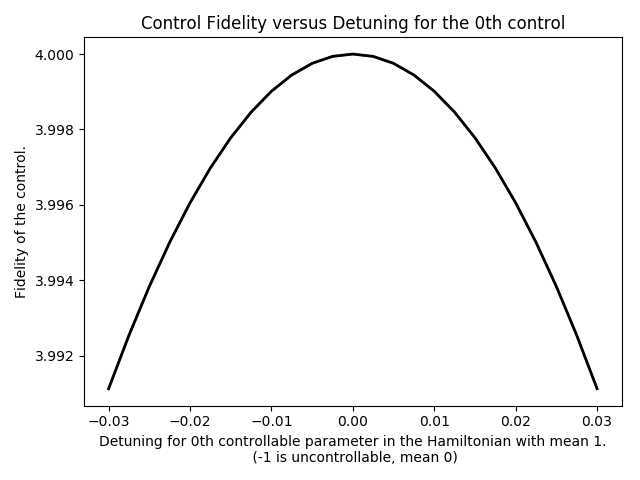 Control Fidelity versus Detuning for the 0th control
Fidelity of the control.
4.000
3.998
3.996
3.994
3.992
−0.03 −0.02 −0.01 0.00 0.01 0.02 0.03
Detuning for 0th controllable parameter in the Hamiltonian with mean 1.
(-1 is uncontrollable, mean 0)